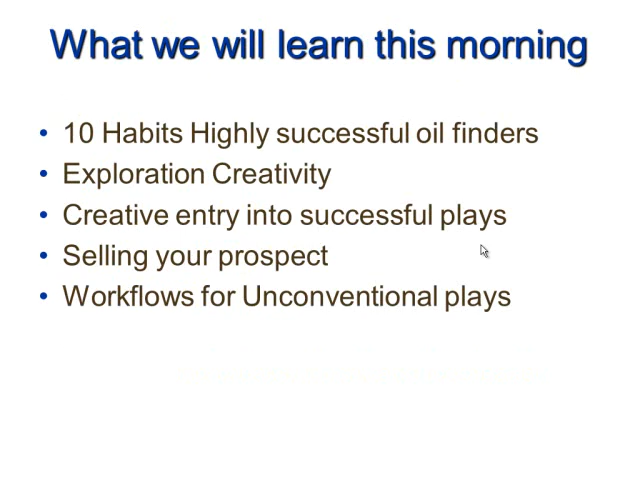 What we will learn this morning
• 10 Habits Highly successful oil finders
• Exploration Creativity
• Creative entry into successful plays
• Selling your prospect
• Workflows for Unconventional plays